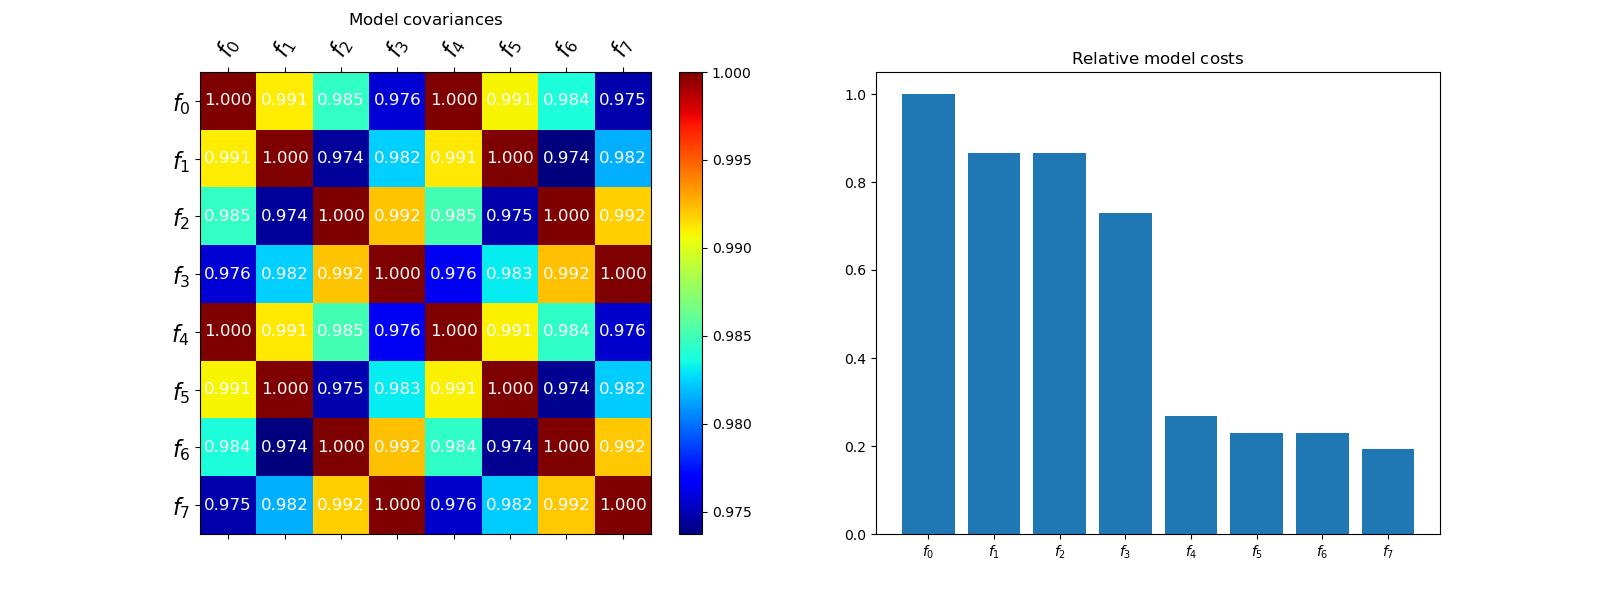 Model covariances
f0 f1 f2 f3 f4 f5 f6 f7
f0 1.000 0.991 0.985 0.976 1.000 0.991 0.984 0.975
f1 0.991 1.000 0.974 0.982 0.991 1.000 0.974 0.982
f2 0.985 0.974 1.000 0.992 0.985 0.975 1.000 0.992
f3 0.976 0.982 0.992 1.000 0.976 0.983 0.992 1.000
f4 1.000 0.991 0.985 0.976 1.000 0.991 0.984 0.976
f5 0.991 1.000 0.975 0.983 0.991 1.000 0.974 0.982
f6 0.984 0.974 1.000 0.992 0.984 0.974 1.000 0.992
f7 0.975 0.982 0.992 1.000 0.976 0.982 0.992 1.000
1.000
0.995
0.990
0.985
0.980
0.975
Relative model costs
1.0
0.8
0.6
0.4
0.2
0.0
f0 f1 f2 f3 f4 f5 f6 f7